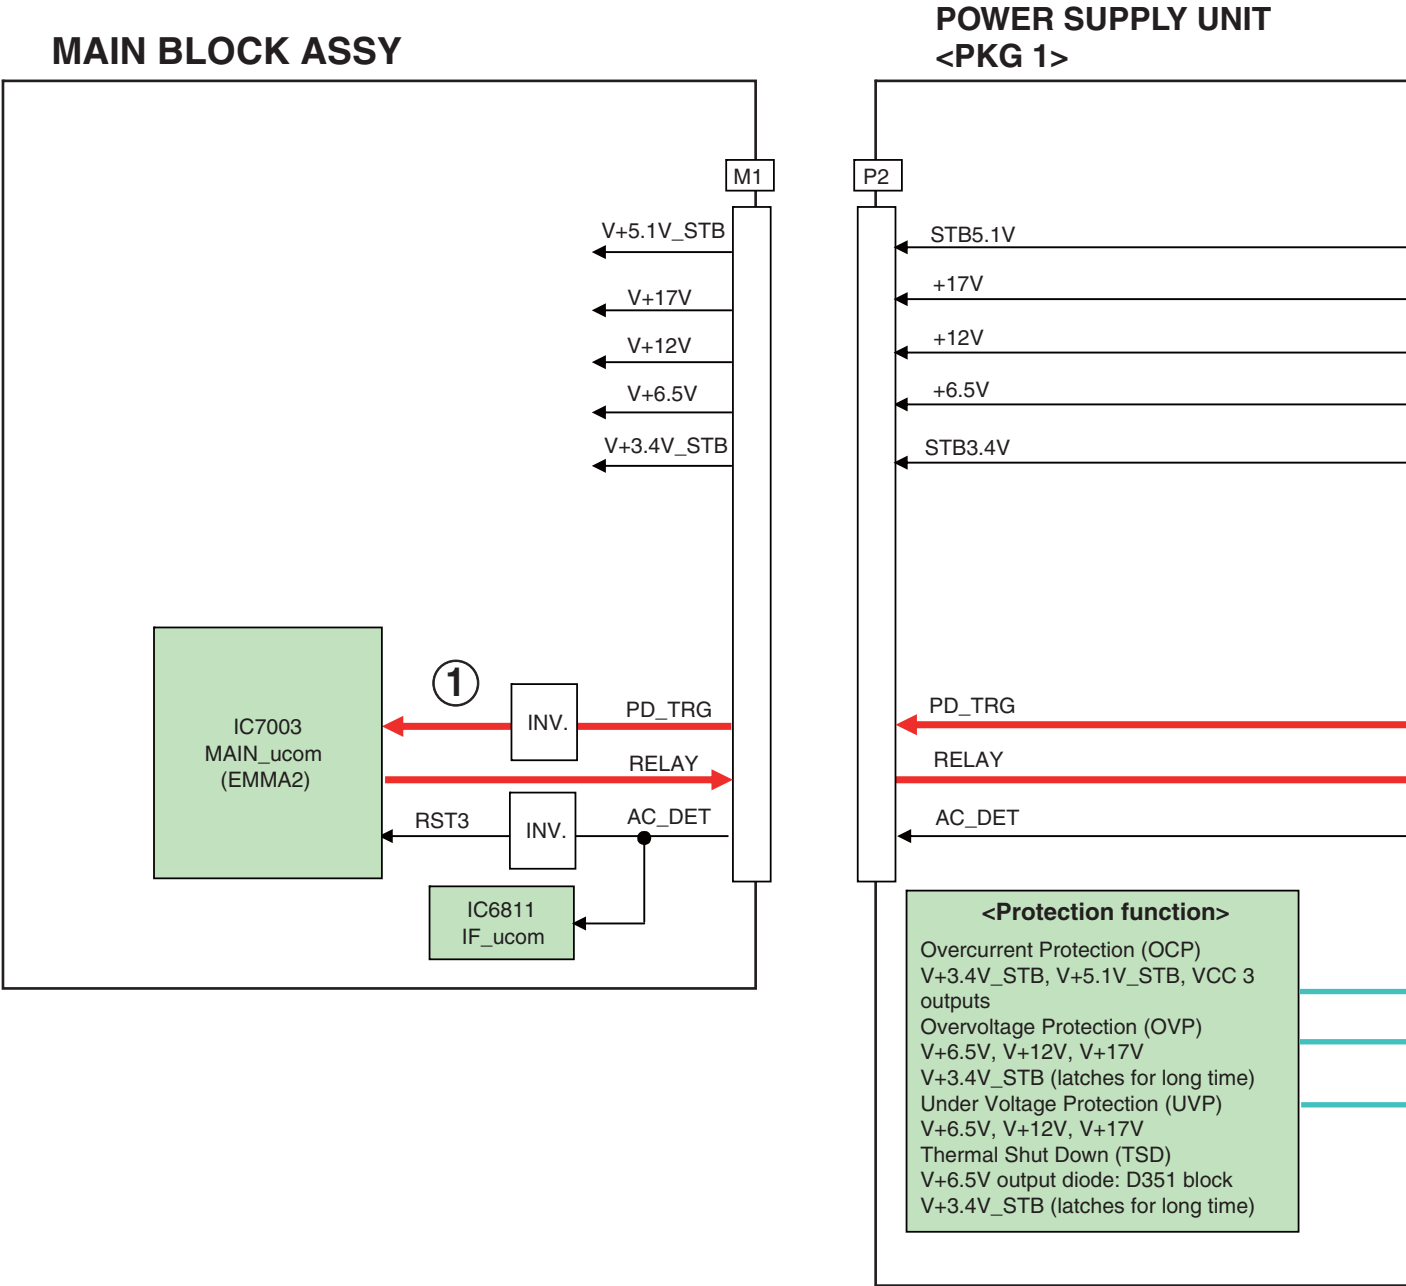 MAIN BLOCK ASSY
POWER SUPPLY UNIT
<PKG 1>
M1
V+5.1V_STB
V+17V
V+12V
V+6.5V
V+3.4V_STB
IC7003
MAIN_ucom
(EMMA2)
1
INV.
PD_TRG
RELAY
RST3
INV.
AC_DET
IC6811
IF_ucom
P2
STB5.1V
+17V
+12V
+6.5V
STB3.4V
PD_TRG
RELAY
AC_DET
<Protection function>
Overcurrent Protection (OCP)
V+3.4V_STB, V+5.1V_STB, VCC 3
outputs
Overvoltage Protection (OVP)
V+6.5V, V+12V, V+17V
V+3.4V_STB (latches for long time)
Under Voltage Protection (UVP)
V+6.5V, V+12V, V+17V
Thermal Shut Down (TSD)
V+6.5V output diode: D351 block
V+3.4V_STB (latches for long time)